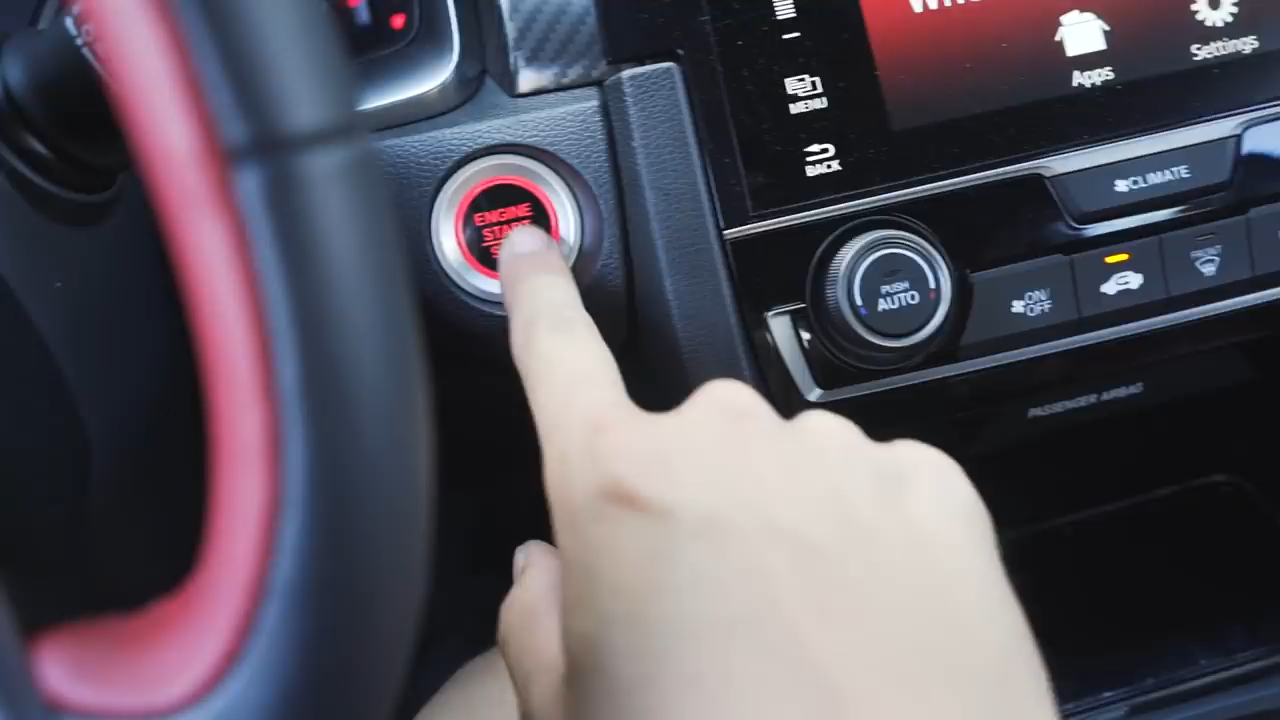 Apps
Settings
MENU
BACK
ENGINE
START
CLIMATE
PUSH
AUTO
ON/
OFF
FRONT
PASSENGER AIRBAG